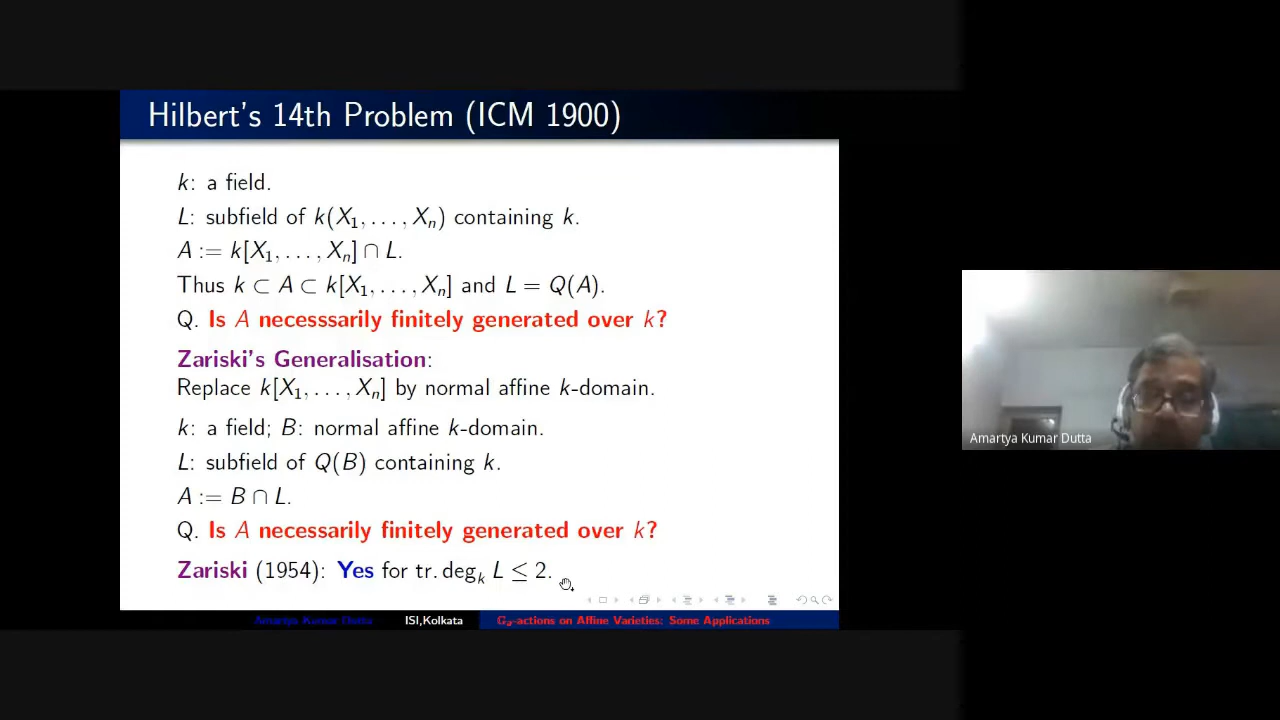 Hilbert's 14th Problem (ICM 1900)
k: a field.
L: subfield of k(X₁, . . . , Xₙ) containing k.
A := k[X₁, . . . , Xₙ] ∩ L.
Thus k ⊂ A ⊂ k[X₁, . . . , Xₙ] and L = Q(A).
Q. Is A necesssarily finitely generated over k?
Zariski's Generalisation:
Replace k[X₁, . . . , Xₙ] by normal affine k-domain.
k: a field; B: normal affine k-domain.
L: subfield of Q(B) containing k.
A := B ∩ L.
Q. Is A necessarily finitely generated over k?
Zariski (1954): Yes for tr. degₖ L ≤ 2.
Amartya Kumar Dutta ISI,Kolkata Gₐ-actions on Affine Varieties: Some Applications
Amartya Kumar Dutta